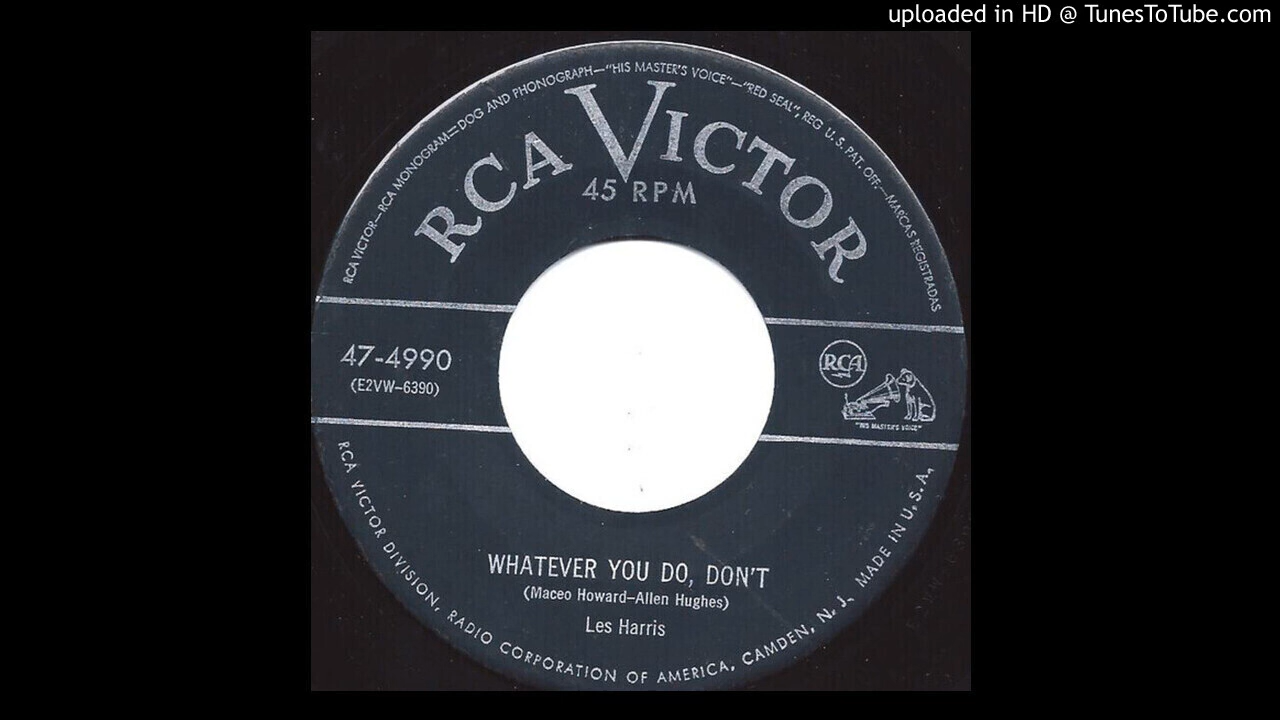 uploaded in HD @ TunesToTube.com
RCA VICTOR—RCA MONOGRAM—DOG AND PHONOGRAPH—"HIS MASTER'S VOICE"—"RED SEAL", REG U. S. PAT. OFF.—MARCAS REGISTRADAS
RCA VICTOR
45 RPM
47-4990
(E2VW-6390)
RCA
"HIS MASTER'S VOICE"
WHATEVER YOU DO, DON'T
(Maceo Howard—Allen Hughes)
Les Harris
RCA VICTOR DIVISION, RADIO CORPORATION OF AMERICA, CAMDEN, N. J. MADE IN U. S. A.